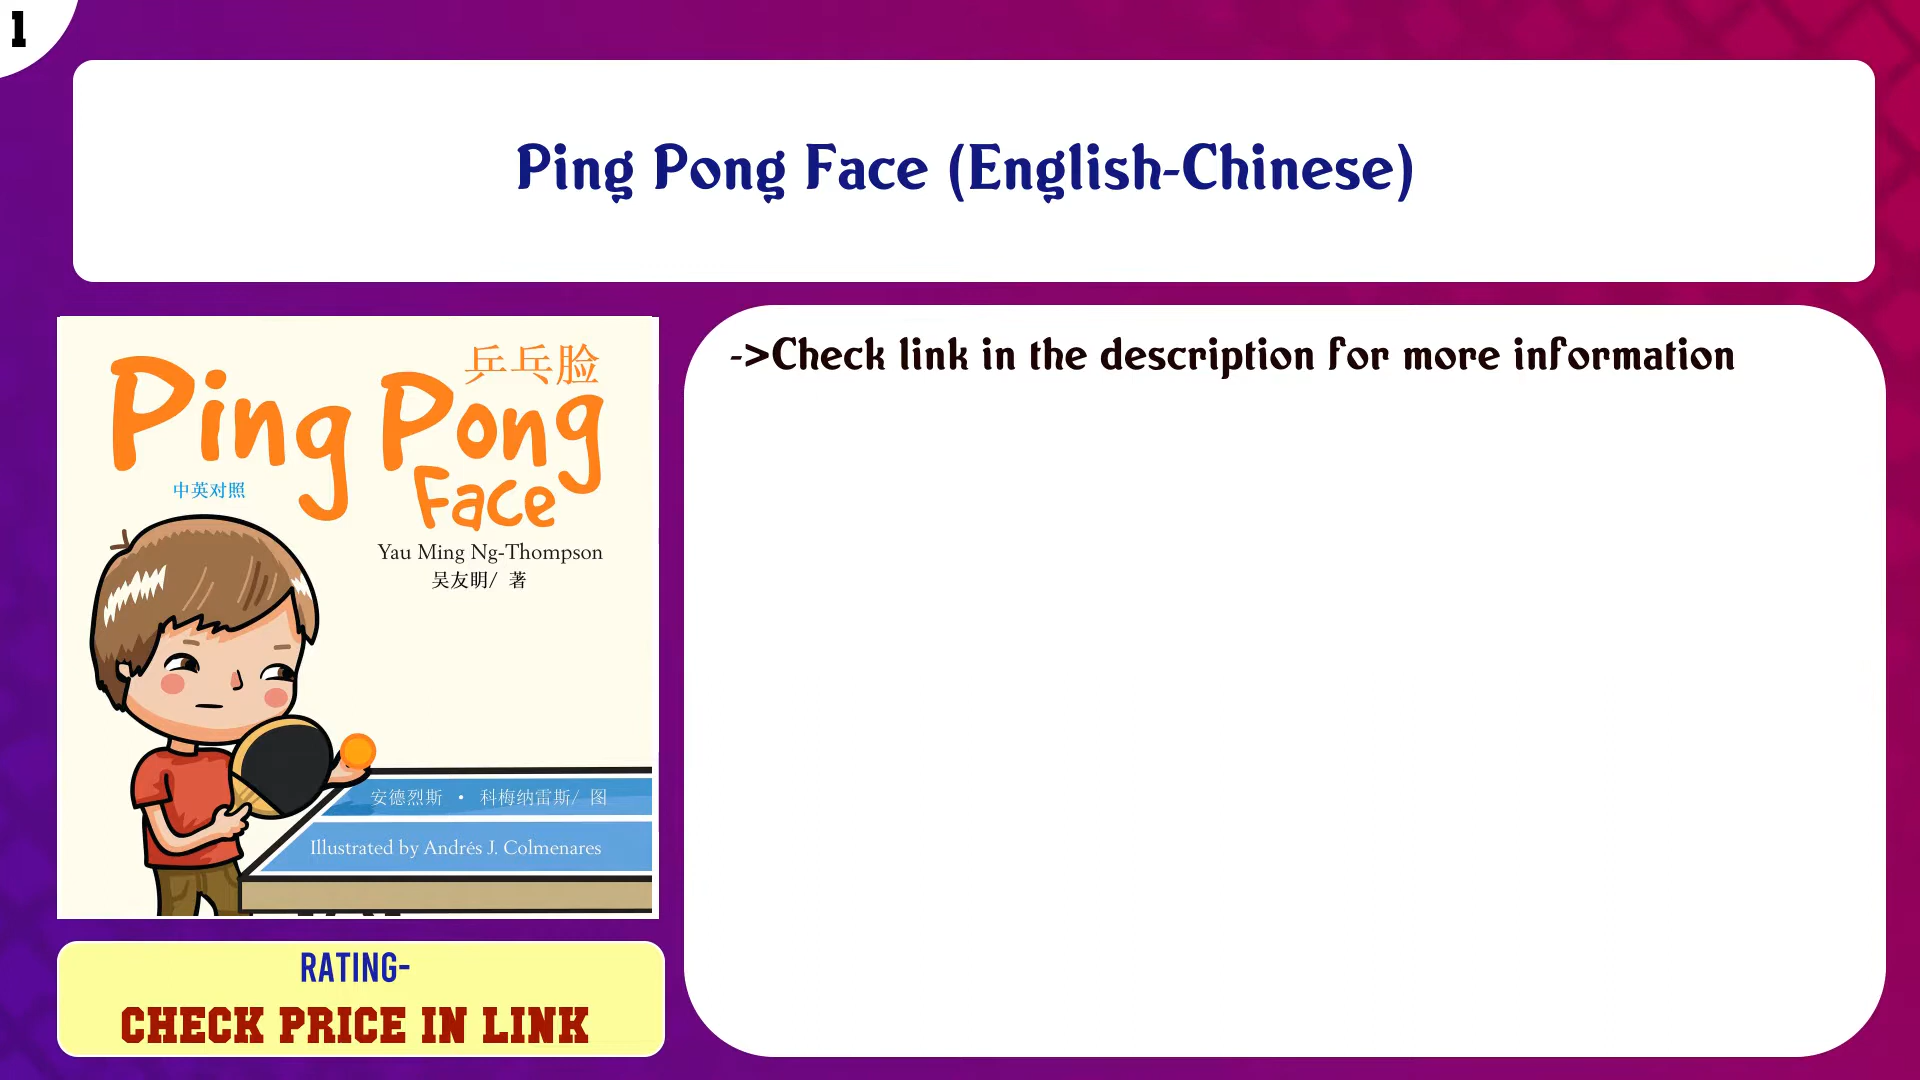 1
Ping Pong Face (English-Chinese)
乒乓脸
Ping Pong
Face
中英对照
Yau Ming Ng-Thompson
吴友明/ 著
安德烈斯 • 科梅纳雷斯/ 图
Illustrated by Andrés J. Colmenares
->Check link in the description for more information
RATING-
CHECK PRICE IN LINK